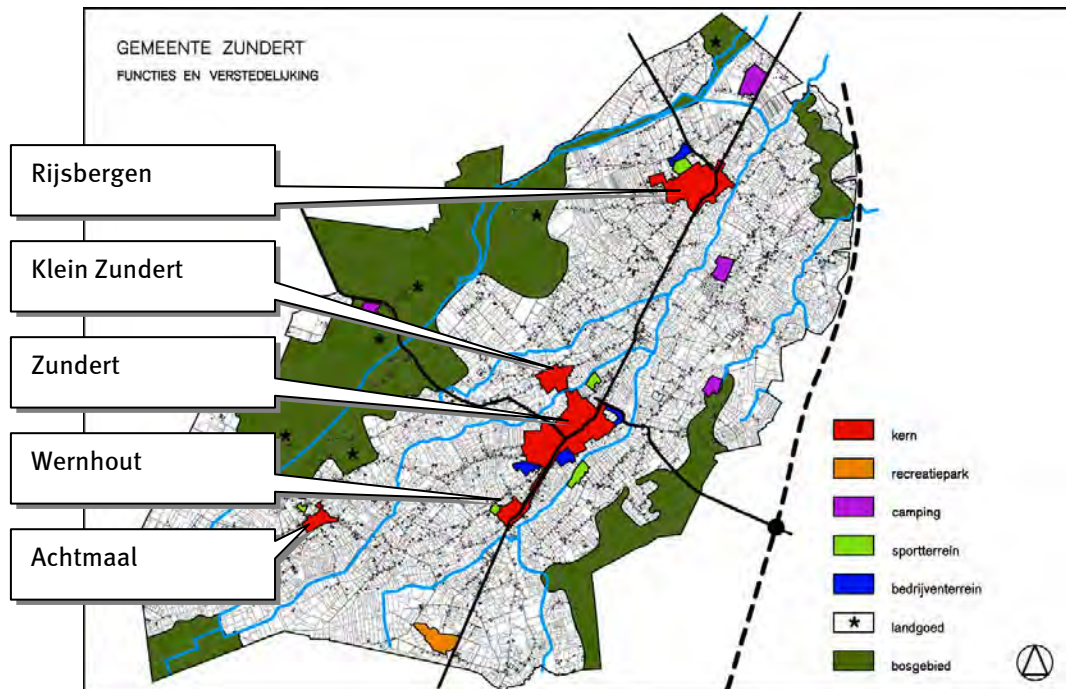 GEMEENTE ZUNDERT
FUNCTIES EN VERSTEDELIJKING
Rijsbergen
Klein Zundert
Zundert
Wernhout
Achtmaal
kern
recreatiepark
camping
sportterrein
bedrijventerrein
landgoed
bosgebied